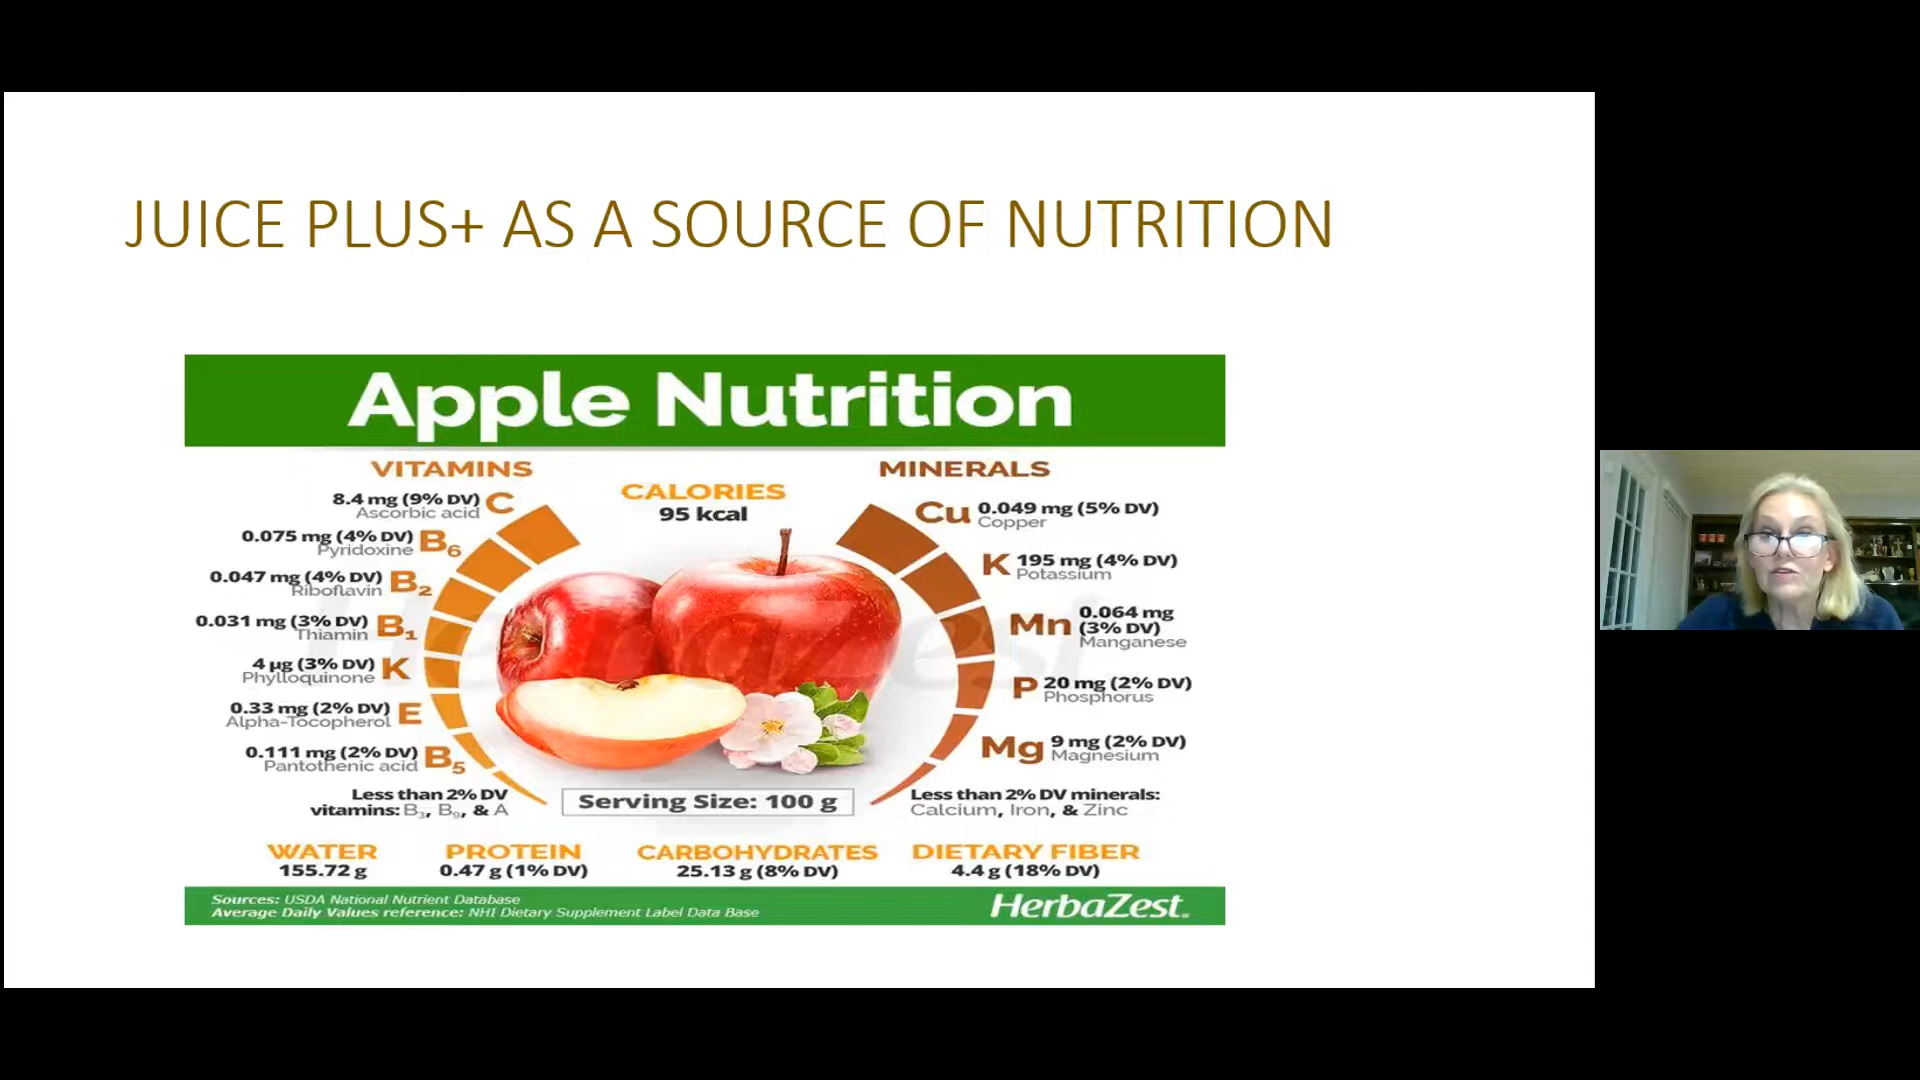 JUICE PLUS+ AS A SOURCE OF NUTRITION
Apple Nutrition
VITAMINS
8.4 mg (9% DV) C
Ascorbic acid
0.075 mg (4% DV) B6
Pyridoxine
0.047 mg (4% DV) B2
Riboflavin
0.031 mg (3% DV) B1
Thiamin
4 µg (3% DV) K
Phylloquinone
0.33 mg (2% DV) E
Alpha-Tocopherol
0.111 mg (2% DV) B5
Pantothenic acid
Less than 2% DV
vitamins: B3, B9, & A
CALORIES
95 kcal
HerbaZest
Serving Size: 100 g
MINERALS
Cu 0.049 mg (5% DV)
Copper
K 195 mg (4% DV)
Potassium
Mn 0.064 mg
(3% DV)
Manganese
P 20 mg (2% DV)
Phosphorus
Mg 9 mg (2% DV)
Magnesium
Less than 2% DV minerals:
Calcium, Iron, & Zinc
WATER
155.72 g
PROTEIN
0.47 g (1% DV)
CARBOHYDRATES
25.13 g (8% DV)
DIETARY FIBER
4.4 g (18% DV)
Sources: USDA National Nutrient Database
Average Daily Values reference: NHI Dietary Supplement Label Data Base
HerbaZest®